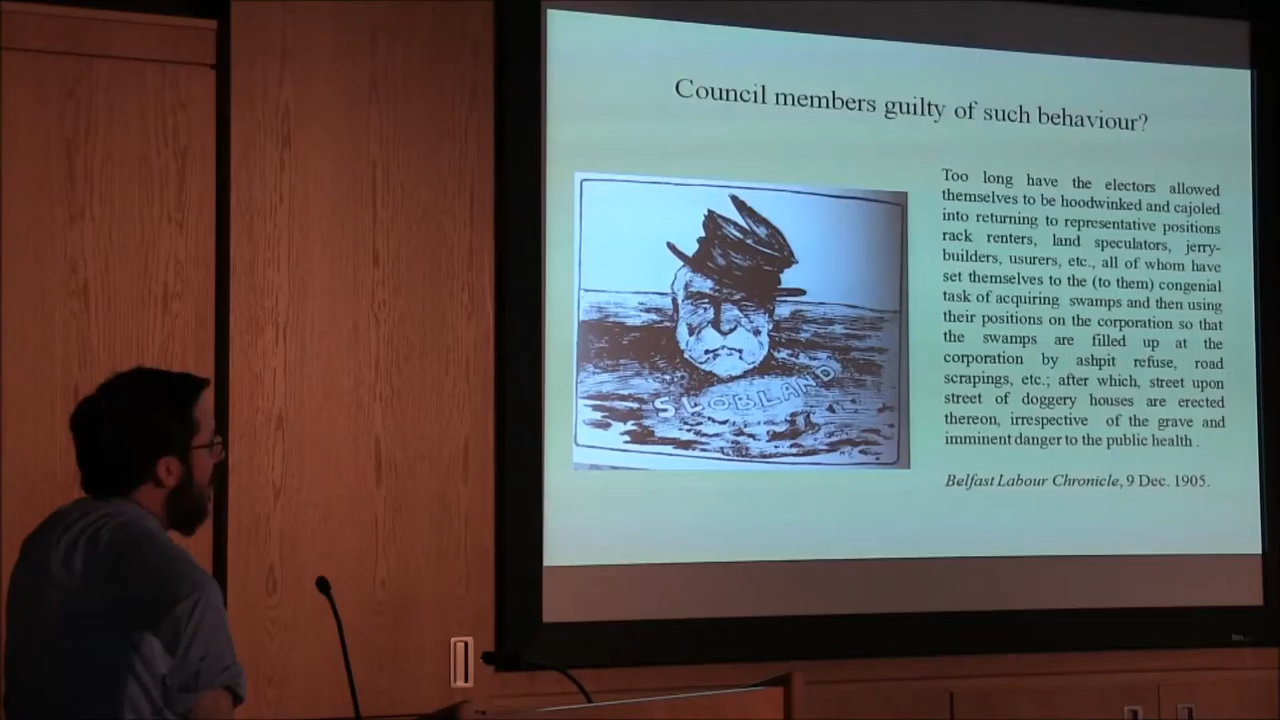 Council members guilty of such behaviour?
SLOBLAND
Too long have the electors allowed
themselves to be hoodwinked and cajoled
into returning to representative positions
rack renters, land speculators, jerry-
builders, usurers, etc., all of whom have
set themselves to the (to them) congenial
task of acquiring swamps and then using
their positions on the corporation so that
the swamps are filled up at the
corporation by ashpit refuse, road
scrapings, etc.; after which, street upon
street of doggery houses are erected
thereon, irrespective of the grave and
imminent danger to the public health .
Belfast Labour Chronicle, 9 Dec. 1905.